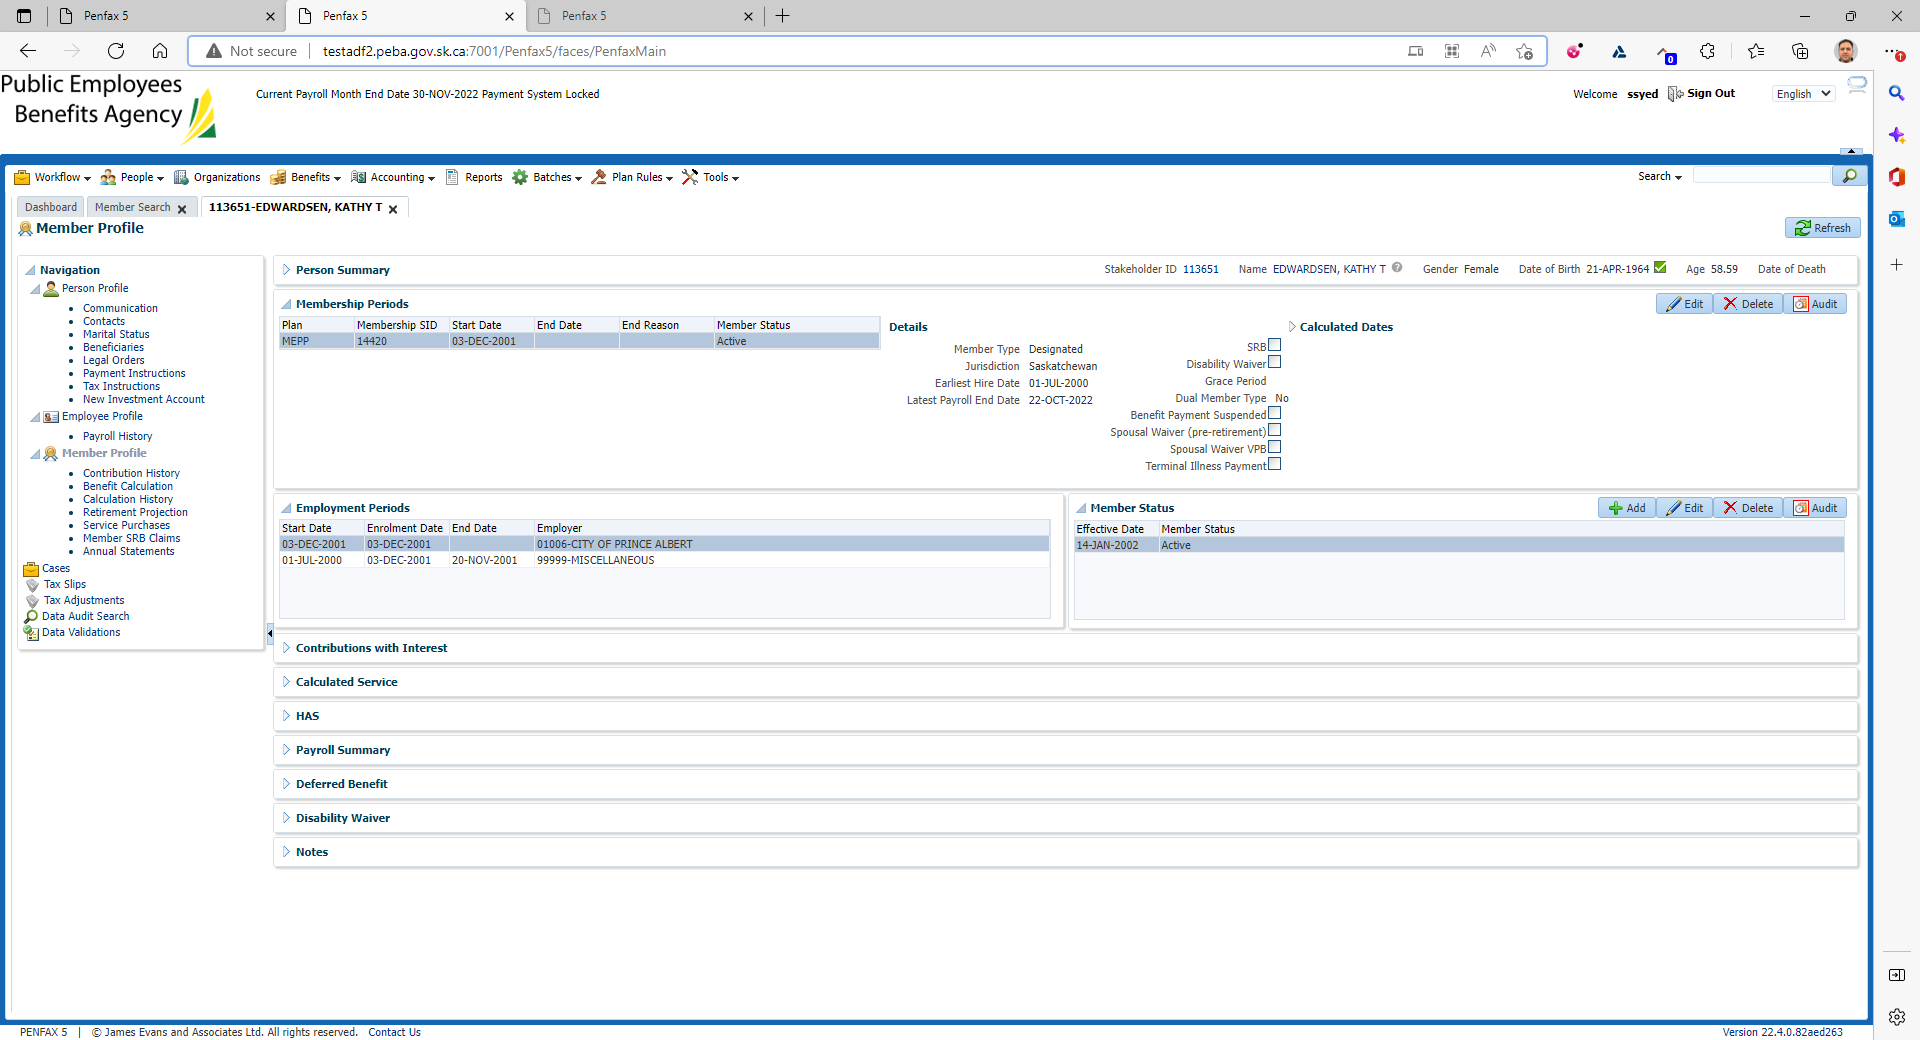 Penfax 5
Penfax 5
Penfax 5
Not secure
testadf2.peba.gov.sk.ca:7001/Penfax5/faces/PenfaxMain
0
1
Public Employees
Benefits Agency
Current Payroll Month End Date 30-NOV-2022 Payment System Locked
Welcome ssyed Sign Out English
Workflow People Organizations Benefits Accounting Reports Batches Plan Rules Tools Search
Dashboard Member Search 113651-EDWARDSEN, KATHY T
Member Profile
Refresh
Navigation
Person Profile
Communication
Contacts
Marital Status
Beneficiaries
Legal Orders
Payment Instructions
Tax Instructions
New Investment Account
Employee Profile
Payroll History
Member Profile
Contribution History
Benefit Calculation
Calculation History
Retirement Projection
Service Purchases
Member SRB Claims
Annual Statements
Cases
Tax Slips
Tax Adjustments
Data Audit Search
Data Validations
Person Summary
Stakeholder ID 113651 Name EDWARDSEN, KATHY T Gender Female Date of Birth 21-APR-1964 Age 58.59 Date of Death
Membership Periods
Edit Delete Audit
Plan Membership SID Start Date End Date End Reason Member Status
MEPP 14420 03-DEC-2001 Active
Details
Member Type Designated
Jurisdiction Saskatchewan
Earliest Hire Date 01-JUL-2000
Latest Payroll End Date 22-OCT-2022
SRB
Disability Waiver
Grace Period
Dual Member Type No
Benefit Payment Suspended
Spousal Waiver (pre-retirement)
Spousal Waiver VPB
Terminal Illness Payment
Calculated Dates
Employment Periods
Start Date Enrolment Date End Date Employer
03-DEC-2001 03-DEC-2001 01006-CITY OF PRINCE ALBERT
01-JUL-2000 03-DEC-2001 20-NOV-2001 99999-MISCELLANEOUS
Member Status
Add Edit Delete Audit
Effective Date Member Status
14-JAN-2002 Active
Contributions with Interest
Calculated Service
HAS
Payroll Summary
Deferred Benefit
Disability Waiver
Notes
PENFAX 5 | © James Evans and Associates Ltd. All rights reserved. Contact Us
Version 22.4.0.82aed263